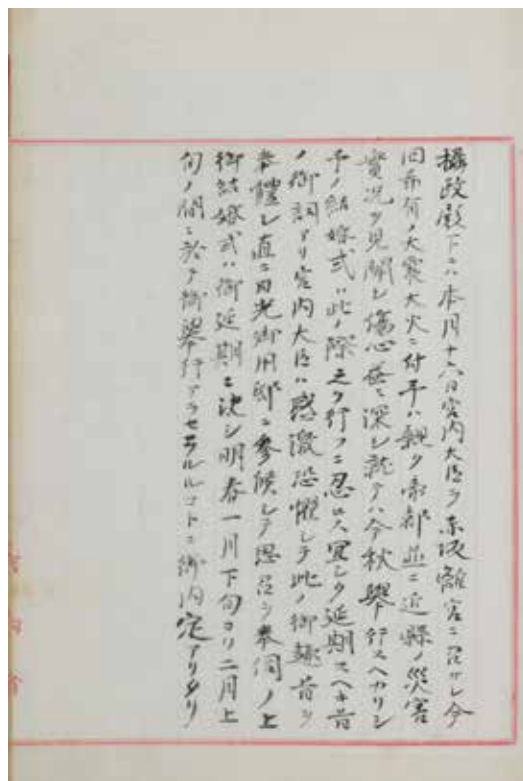 攝政殿下ニハ本月十六日宮内大臣ヲ赤坂離宮ニ召サレ今
回希有ノ大震大火ニ付予ハ親ク帝都並ニ近縣ノ災害
實况ヲ見聞シ傷心益々深シ就テハ今秋舉行スヘカリシ
予ノ結婚式ハ此ノ際之ヲ行フニ忍ヒス宜シク延期スヘキ旨
ノ御詞アリ宮内大臣ハ感激恐懼シテ此ノ御趣旨ヲ
奉體シ直ニ日光御用邸ニ參候シテ思召ヲ奉伺ノ上
御結婚式ハ御延期ニ決シ明春一月下旬ヨリ二月上
旬ノ間ニ於テ御舉行アラセラルルコトニ御内定アリタリ